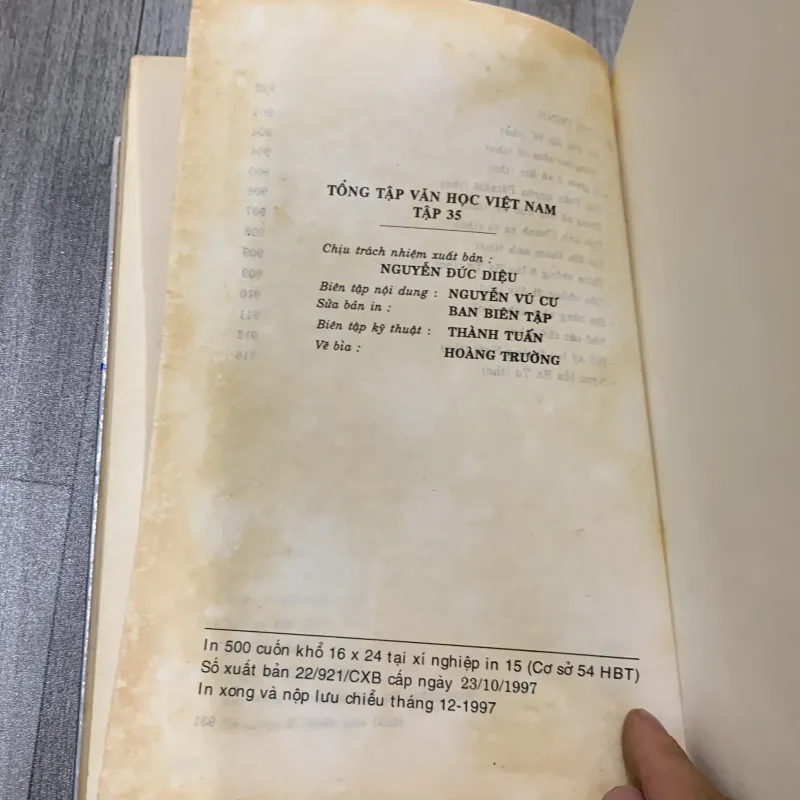 TỔNG TẬP VĂN HỌC VIỆT NAM
TẬP 35
Chịu trách nhiệm xuất bản :
NGUYỄN ĐỨC DIỆU
Biên tập nội dung : NGUYỄN VŨ CƯ
Sửa bản in : BAN BIÊN TẬP
Biên tập kỹ thuật : THÀNH TUẤN
Vẽ bìa : HOÀNG TRƯỜNG
In 500 cuốn khổ 16 x 24 tại xí nghiệp in 15 (Cơ sở 54 HBT)
Số xuất bản 22/921/CXB cấp ngày 23/10/1997
In xong và nộp lưu chiểu tháng 12-1997